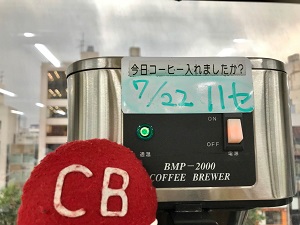 今日コーヒー入れましたか?
7/22 11セ
ON
OFF
通温
電源
BMP-2000
COFFEE BREWER
CB